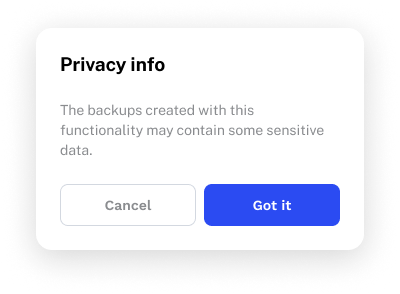 Privacy info
The backups created with this
functionality may contain some sensitive
data.
Cancel
Got it